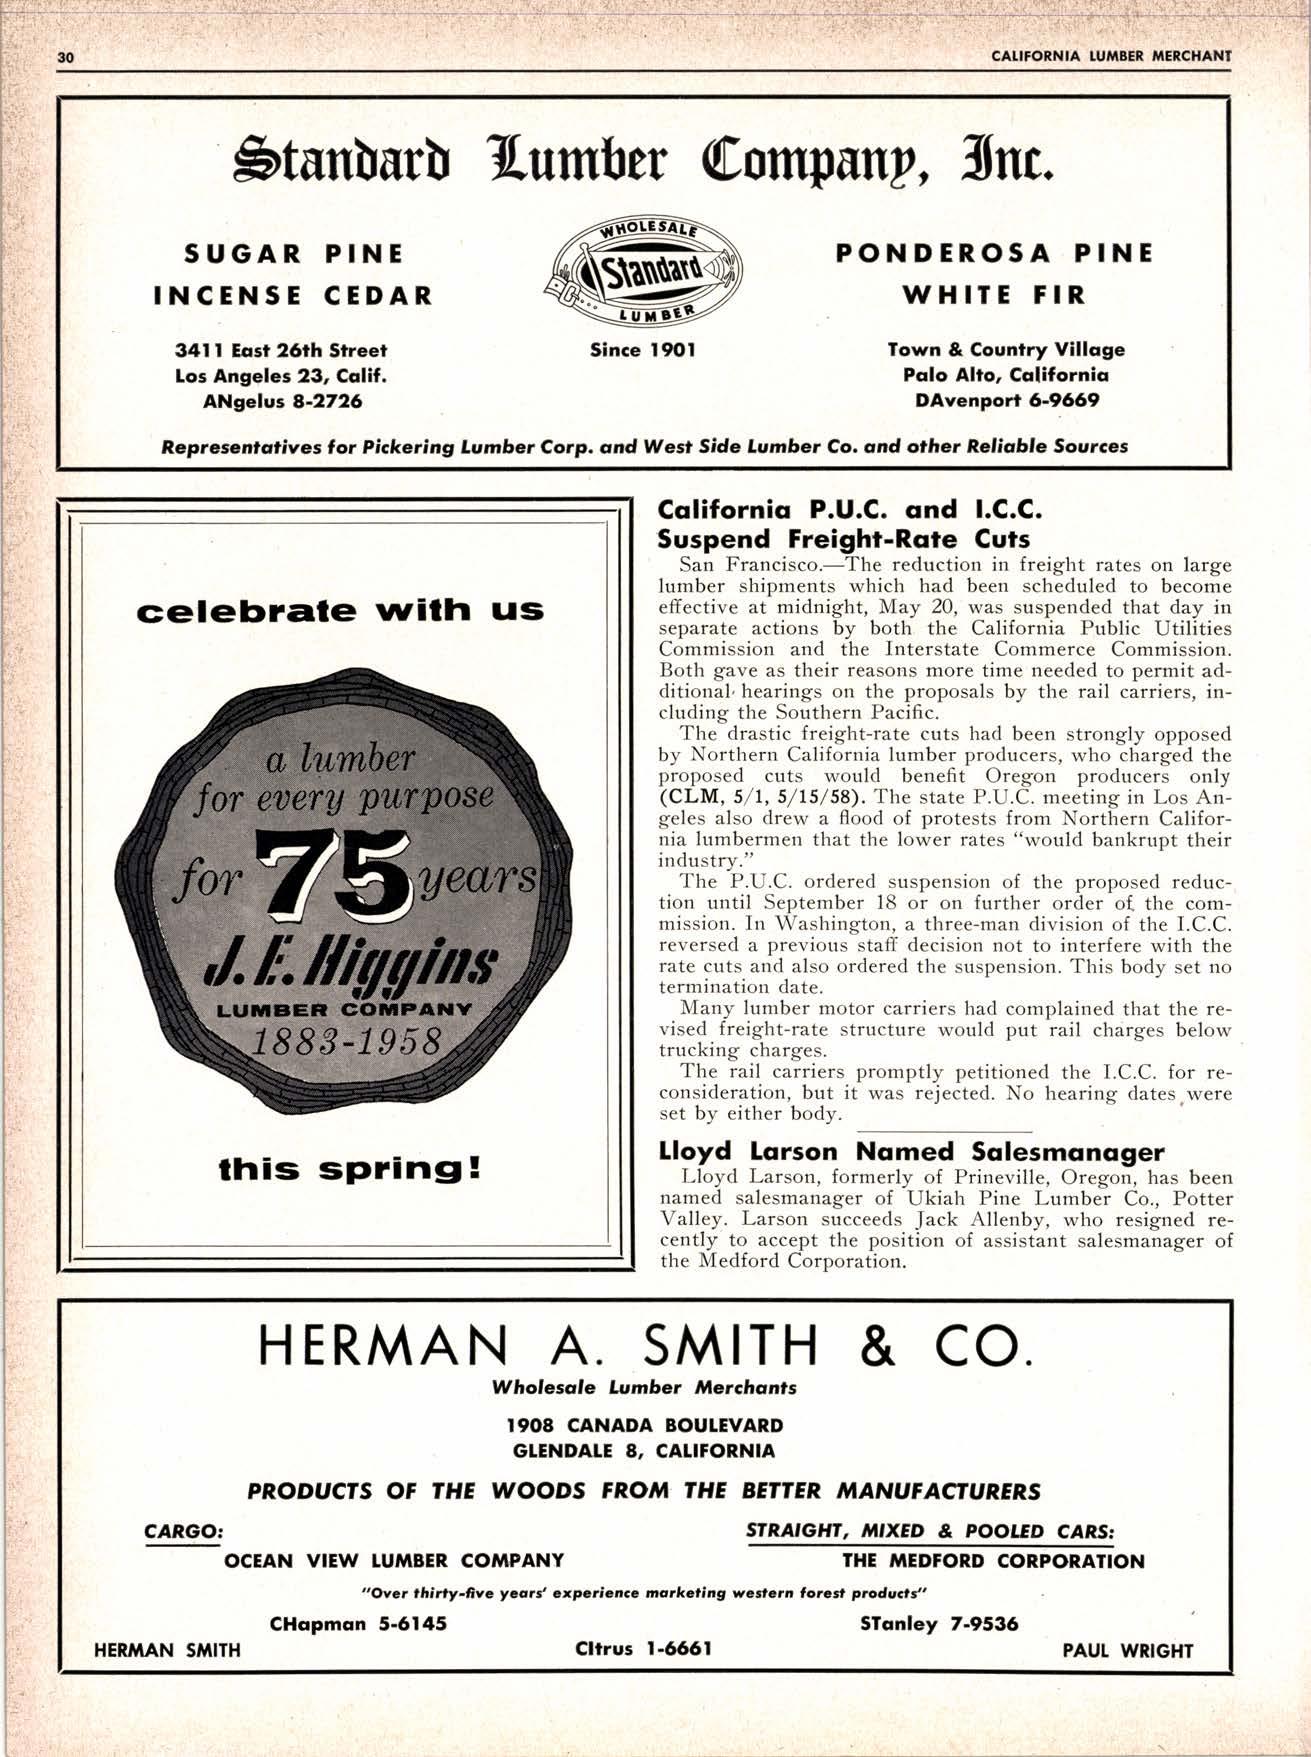 30
CALIFORNIA LUMBER MERCHANT
Standard Lumber Company, Inc.
SUGAR PINE
INCENSE CEDAR
3411 East 26th Street
Los Angeles 23, Calif.
ANgelus 8-2726
WHOLESALE
Standard
LUMBER
Since 1901
PONDEROSA PINE
WHITE FIR
Town & Country Village
Palo Alto, California
DAvenport 6-9669
Representatives for Pickering Lumber Corp. and West Side Lumber Co. and other Reliable Sources
celebrate with us
a lumber
for every purpose
for 75 years
J. E. Higgins
LUMBER COMPANY
1883-1958
this spring!
California P.U.C. and I.C.C.
Suspend Freight-Rate Cuts
San Francisco.—The reduction in freight rates on large
lumber shipments which had been scheduled to become
effective at midnight, May 20, was suspended that day in
separate actions by both the California Public Utilities
Commission and the Interstate Commerce Commission.
Both gave as their reasons more time needed to permit ad-
ditional hearings on the proposals by the rail carriers, in-
cluding the Southern Pacific.
The drastic freight-rate cuts had been strongly opposed
by Northern California lumber producers, who charged the
proposed cuts would benefit Oregon producers only
(CLM, 5/1, 5/15/58). The state P.U.C. meeting in Los An-
geles also drew a flood of protests from Northern Califor-
nia lumbermen that the lower rates "would bankrupt their
industry."
The P.U.C. ordered suspension of the proposed reduc-
tion until September 18 or on further order of the com-
mission. In Washington, a three-man division of the I.C.C.
reversed a previous staff decision not to interfere with the
rate cuts and also ordered the suspension. This body set no
termination date.
Many lumber motor carriers had complained that the re-
vised freight-rate structure would put rail charges below
trucking charges.
The rail carriers promptly petitioned the I.C.C. for re-
consideration, but it was rejected. No hearing dates were
set by either body.
Lloyd Larson Named Salesmanager
Lloyd Larson, formerly of Prineville, Oregon, has been
named salesmanager of Ukiah Pine Lumber Co., Potter
Valley. Larson succeeds Jack Allenby, who resigned re-
cently to accept the position of assistant salesmanager of
the Medford Corporation.
HERMAN A. SMITH & CO.
Wholesale Lumber Merchants
1908 CANADA BOULEVARD
GLENDALE 8, CALIFORNIA
PRODUCTS OF THE WOODS FROM THE BETTER MANUFACTURERS
CARGO:
OCEAN VIEW LUMBER COMPANY
STRAIGHT, MIXED & POOLED CARS:
THE MEDFORD CORPORATION
"Over thirty-five years' experience marketing western forest products"
CHapman 5-6145
STanley 7-9536
HERMAN SMITH
CItrus 1-6661
PAUL WRIGHT